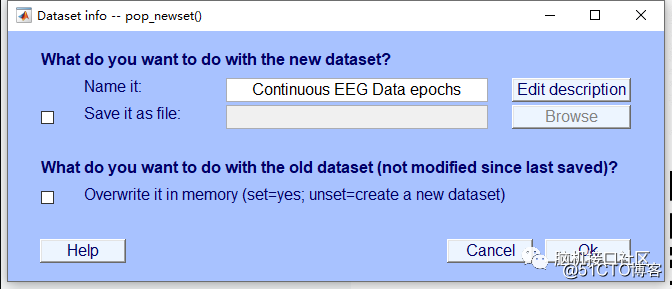 Dataset info -- pop_newset()
What do you want to do with the new dataset?
Name it: Continuous EEG Data epochs Edit description
Save it as file: Browse
What do you want to do with the old dataset (not modified since last saved)?
Overwrite it in memory (set=yes; unset=create a new dataset)
Help Cancel Ok
脑机接口社区
@51CTO博客